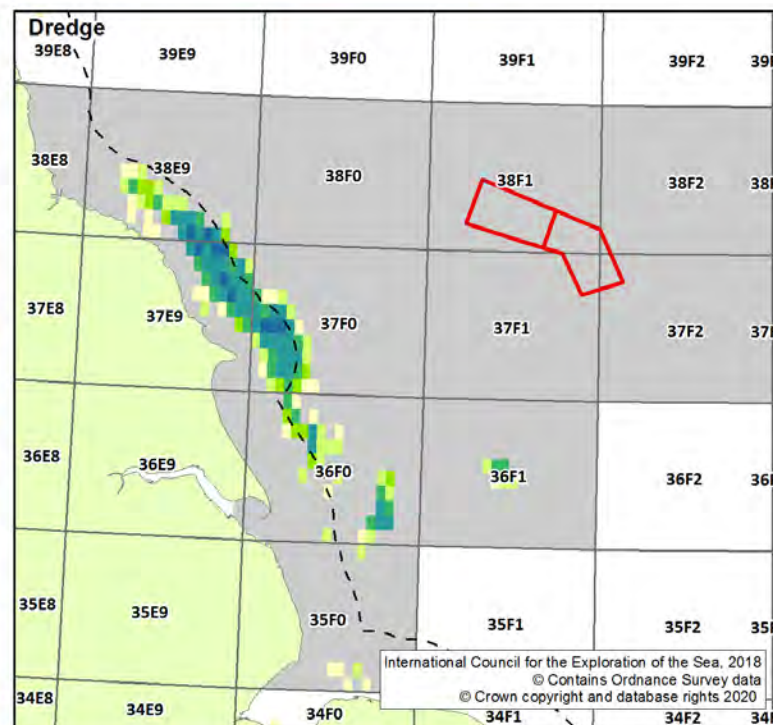 Dredge
39E8 39E9 39F0 39F1 39F2
38E8 38E9 38F0 38F1 38F2
37E8 37E9 37F0 37F1 37F2
36E8 36E9 36F0 36F1 36F2
35E8 35E9 35F0 35F1 35F2
International Council for the Exploration of the Sea, 2018
© Contains Ordnance Survey data
© Crown copyright and database rights 2020
34E8 34E9 34F0 34F1 34F2